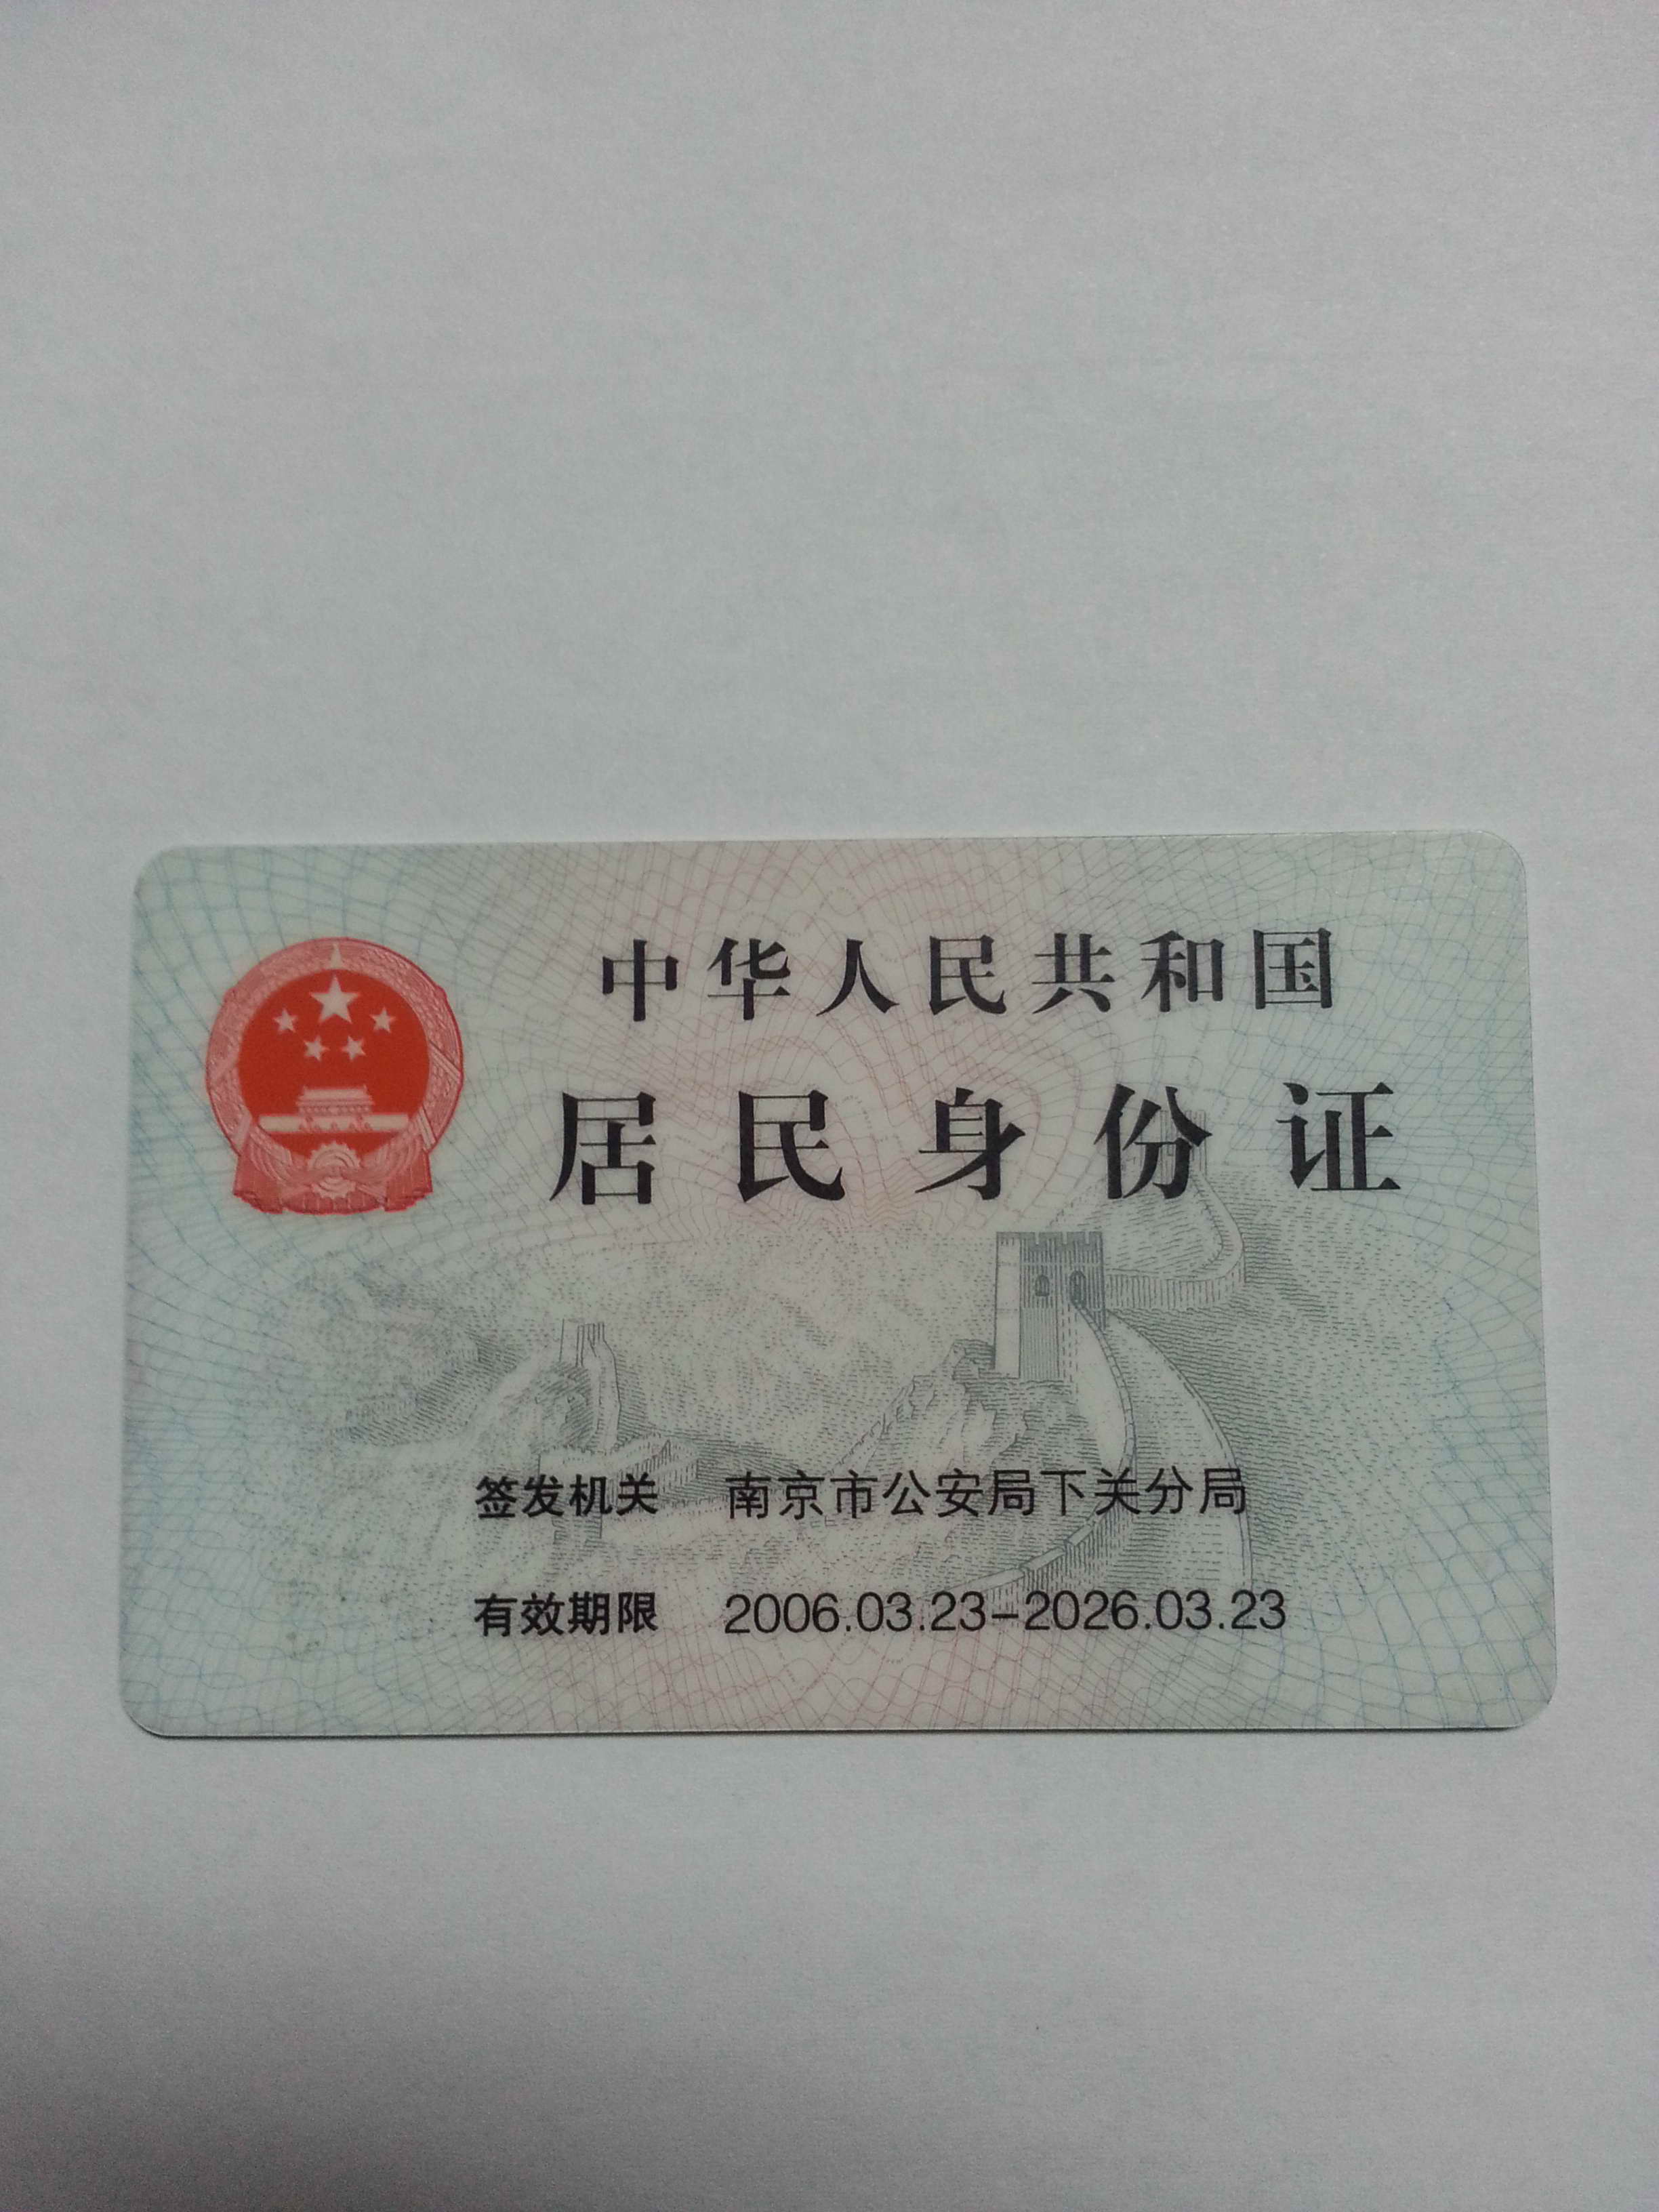 中华人民共和国
居民身份证
签发机关 南京市公安局下关分局
有效期限 2006.03.23-2026.03.23